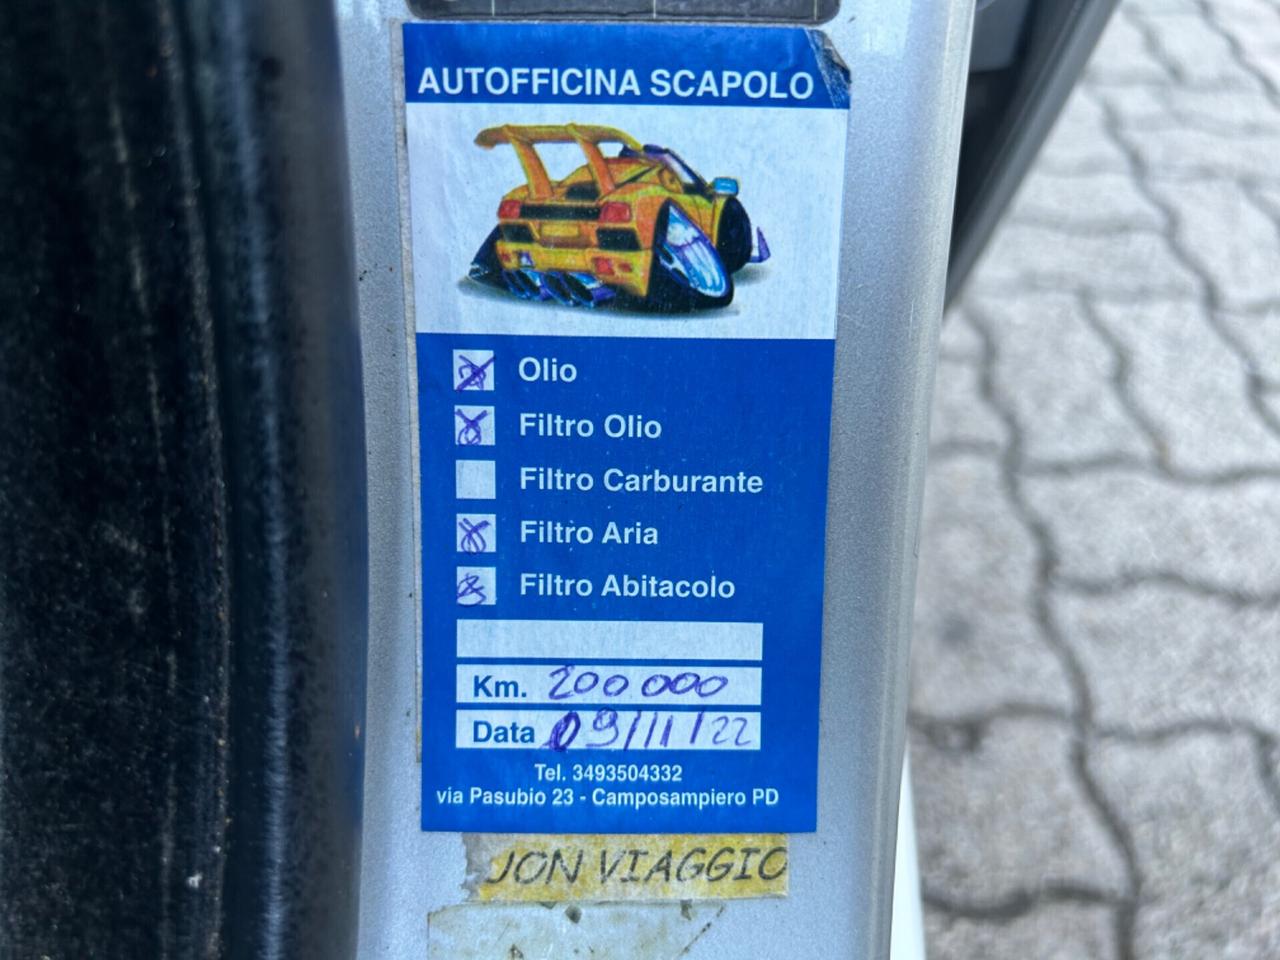 AUTOFFICINA SCAPOLO
Olio
Filtro Olio
Filtro Carburante
Filtro Aria
Filtro Abitacolo
Km. 200000
Data 09/11/22
Tel. 3493504332
via Pasubio 23 - Camposampiero PD
VIAGGIO